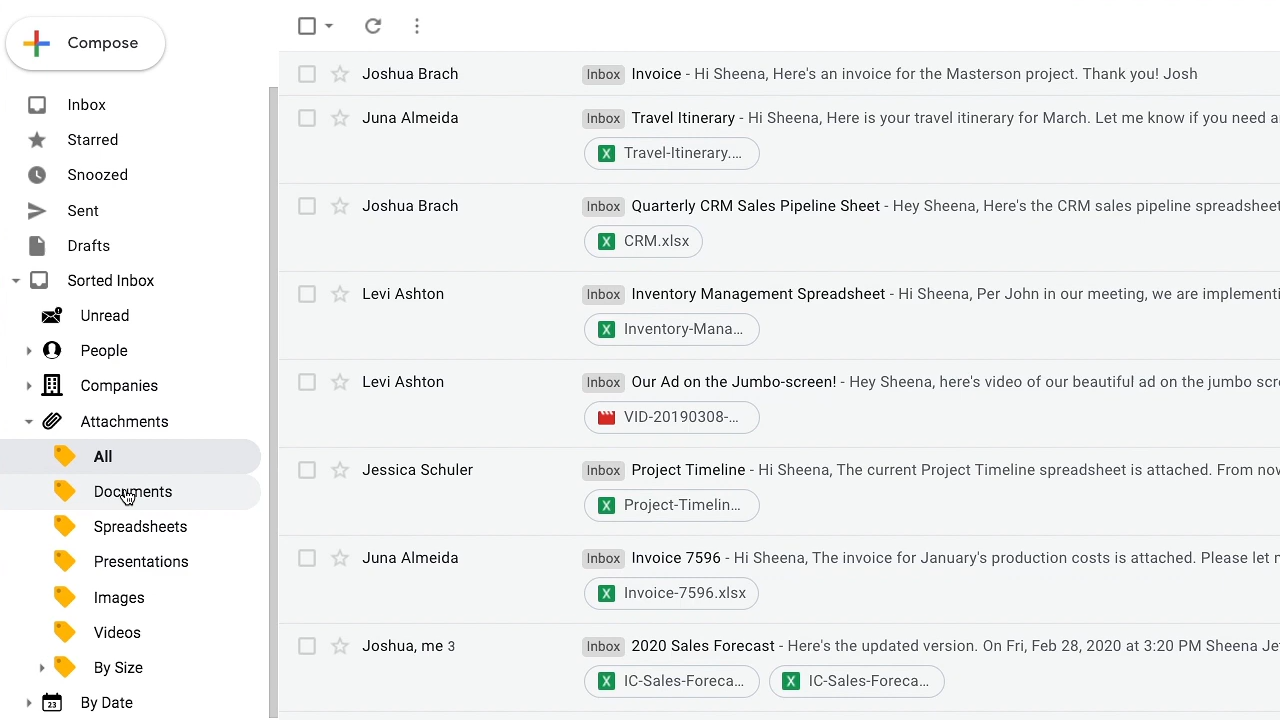 Compose
Inbox
Starred
Snoozed
Sent
Drafts
Sorted Inbox
Unread
People
Companies
Attachments
All
Documents
Spreadsheets
Presentations
Images
Videos
By Size
23 By Date
Joshua Brach Inbox Invoice - Hi Sheena, Here's an invoice for the Masterson project. Thank you! Josh
Juna Almeida Inbox Travel Itinerary - Hi Sheena, Here is your travel itinerary for March. Let me know if you need a
X Travel-Itinerary....
Joshua Brach Inbox Quarterly CRM Sales Pipeline Sheet - Hey Sheena, Here's the CRM sales pipeline spreadsheet
X CRM.xlsx
Levi Ashton Inbox Inventory Management Spreadsheet - Hi Sheena, Per John in our meeting, we are implementi
X Inventory-Mana...
Levi Ashton Inbox Our Ad on the Jumbo-screen! - Hey Sheena, here's video of our beautiful ad on the jumbo scr
VID-20190308-...
Jessica Schuler Inbox Project Timeline - Hi Sheena, The current Project Timeline spreadsheet is attached. From now
X Project-Timelin...
Juna Almeida Inbox Invoice 7596 - Hi Sheena, The invoice for January's production costs is attached. Please let
X Invoice-7596.xlsx
Joshua, me 3 Inbox 2020 Sales Forecast - Here's the updated version. On Fri, Feb 28, 2020 at 3:20 PM Sheena Je
X IC-Sales-Foreca... X IC-Sales-Foreca...